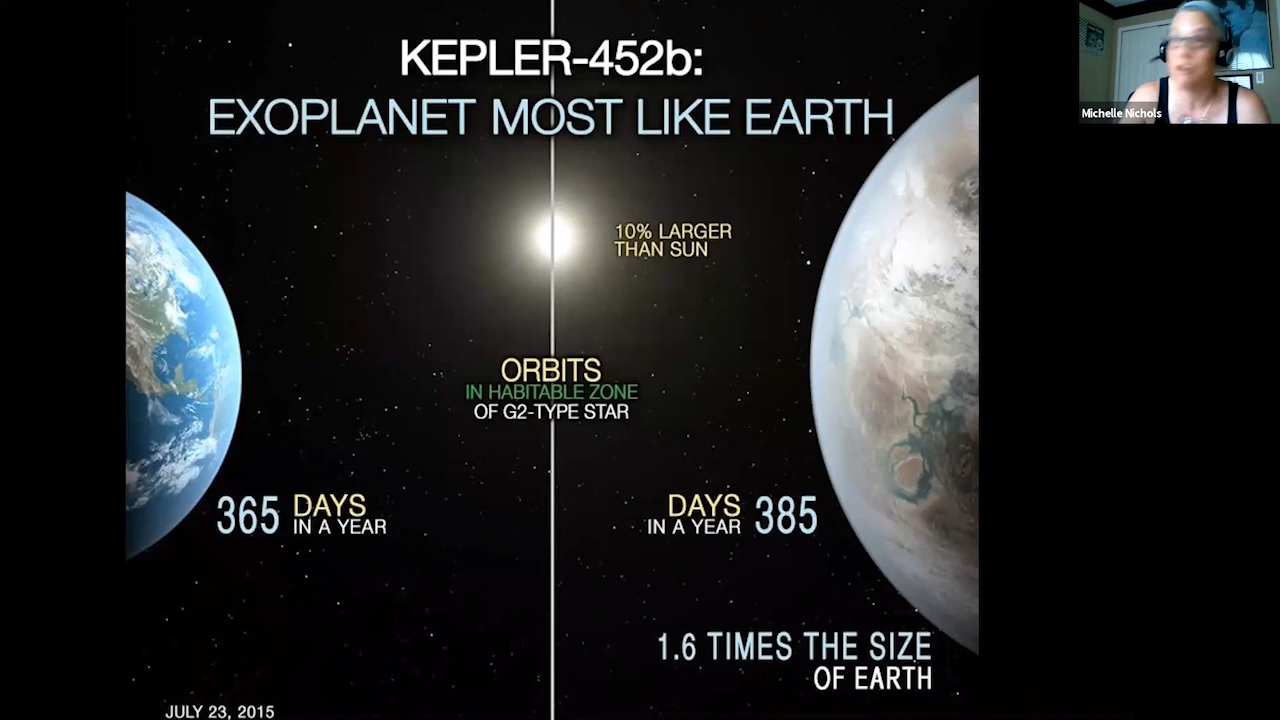 KEPLER-452b:
EXOPLANET MOST LIKE EARTH
10% LARGER
THAN SUN
ORBITS
IN HABITABLE ZONE
OF G2-TYPE STAR
365 DAYS
IN A YEAR
DAYS 385
IN A YEAR
1.6 TIMES THE SIZE
OF EARTH
JULY 23, 2015
Michelle Nichols